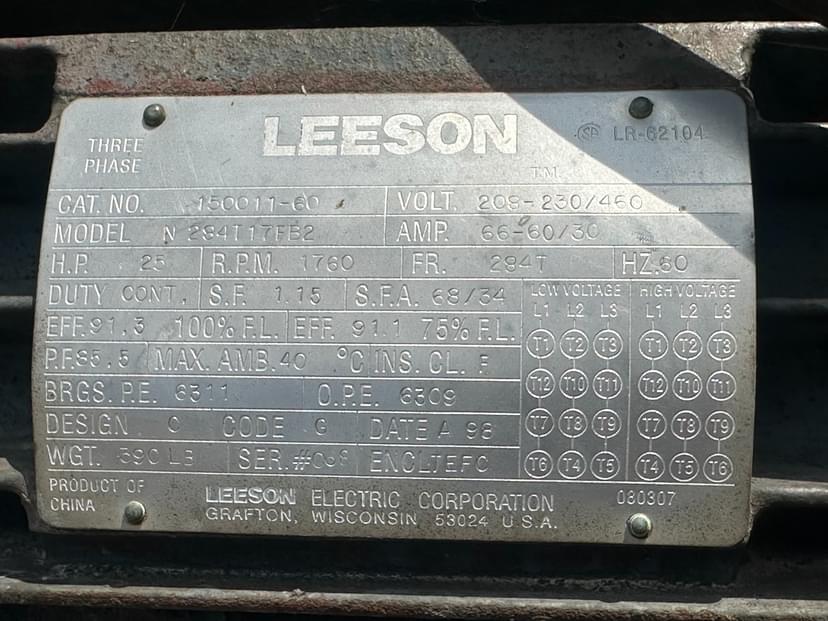 THREE
PHASE
LEESON
T.M.
SP LR-62104
CAT. NO. 150011-60 VOLT. 208-230/460
MODEL N 284T17FB2 AMP. 66-60/30
H.P. 25 R.P.M. 1760 FR. 284T HZ. 60
DUTY CONT. S.F. 1.15 S.F.A. 68/34
LOW VOLTAGE HIGH VOLTAGE
L1 L2 L3 L1 L2 L3
EFF. 91.3 100% F.L. EFF. 91.1 75% F.L.
T1 T2 T3 T1 T2 T3
P.F. 85.5 MAX. AMB. 40 °C INS. CL. F
T12 T10 T11 T12 T10 T11
BRGS. P.E. 6311 O.P.E. 6309
T7 T8 T9 T7 T8 T9
DESIGN C CODE G DATE A 98
T6 T4 T5 T4 T5 T6
WGT. 390 LB SER. ENCL TEFC
PRODUCT OF
CHINA
LEESON ELECTRIC CORPORATION
GRAFTON, WISCONSIN 53024 U.S.A.
080307